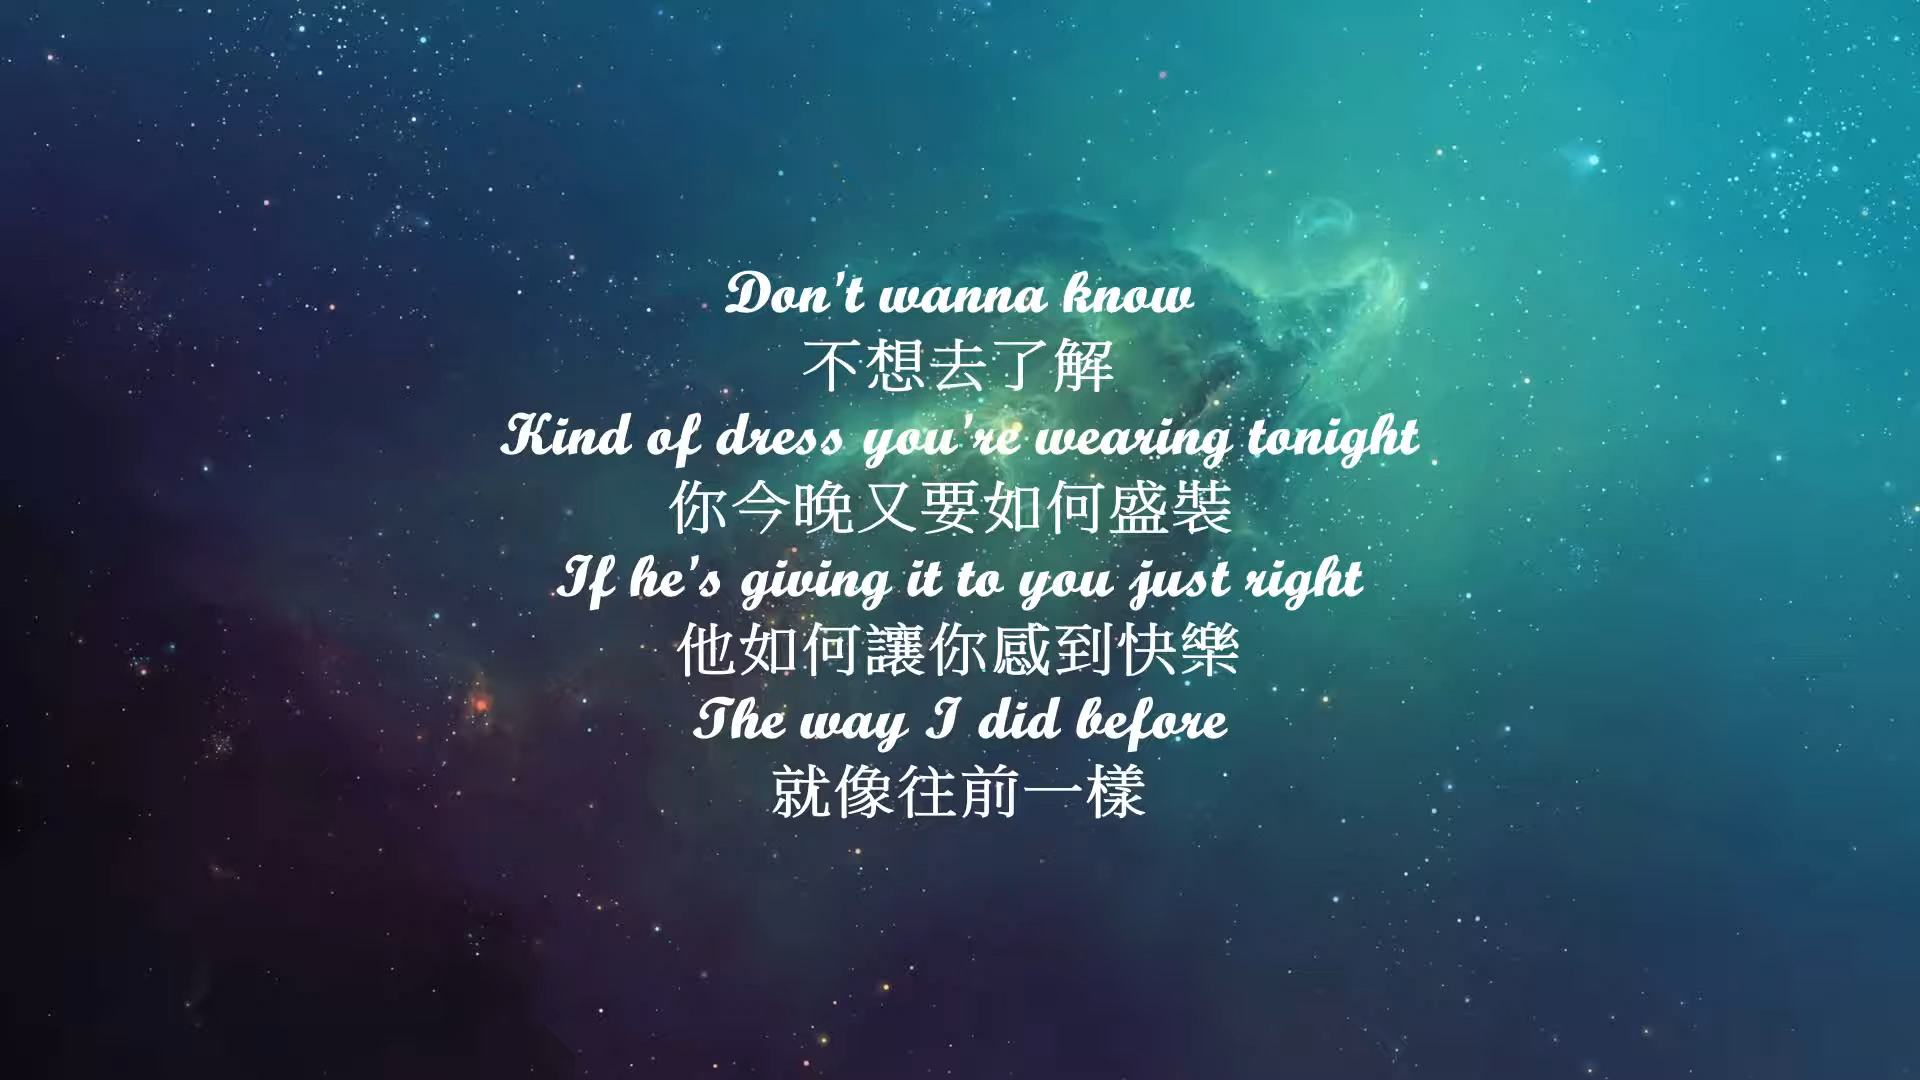 Don't wanna know
不想去了解
Kind of dress you're wearing tonight
你今晚又要如何盛裝
If he's giving it to you just right
他如何讓你感到快樂
The way I did before
就像往前一樣